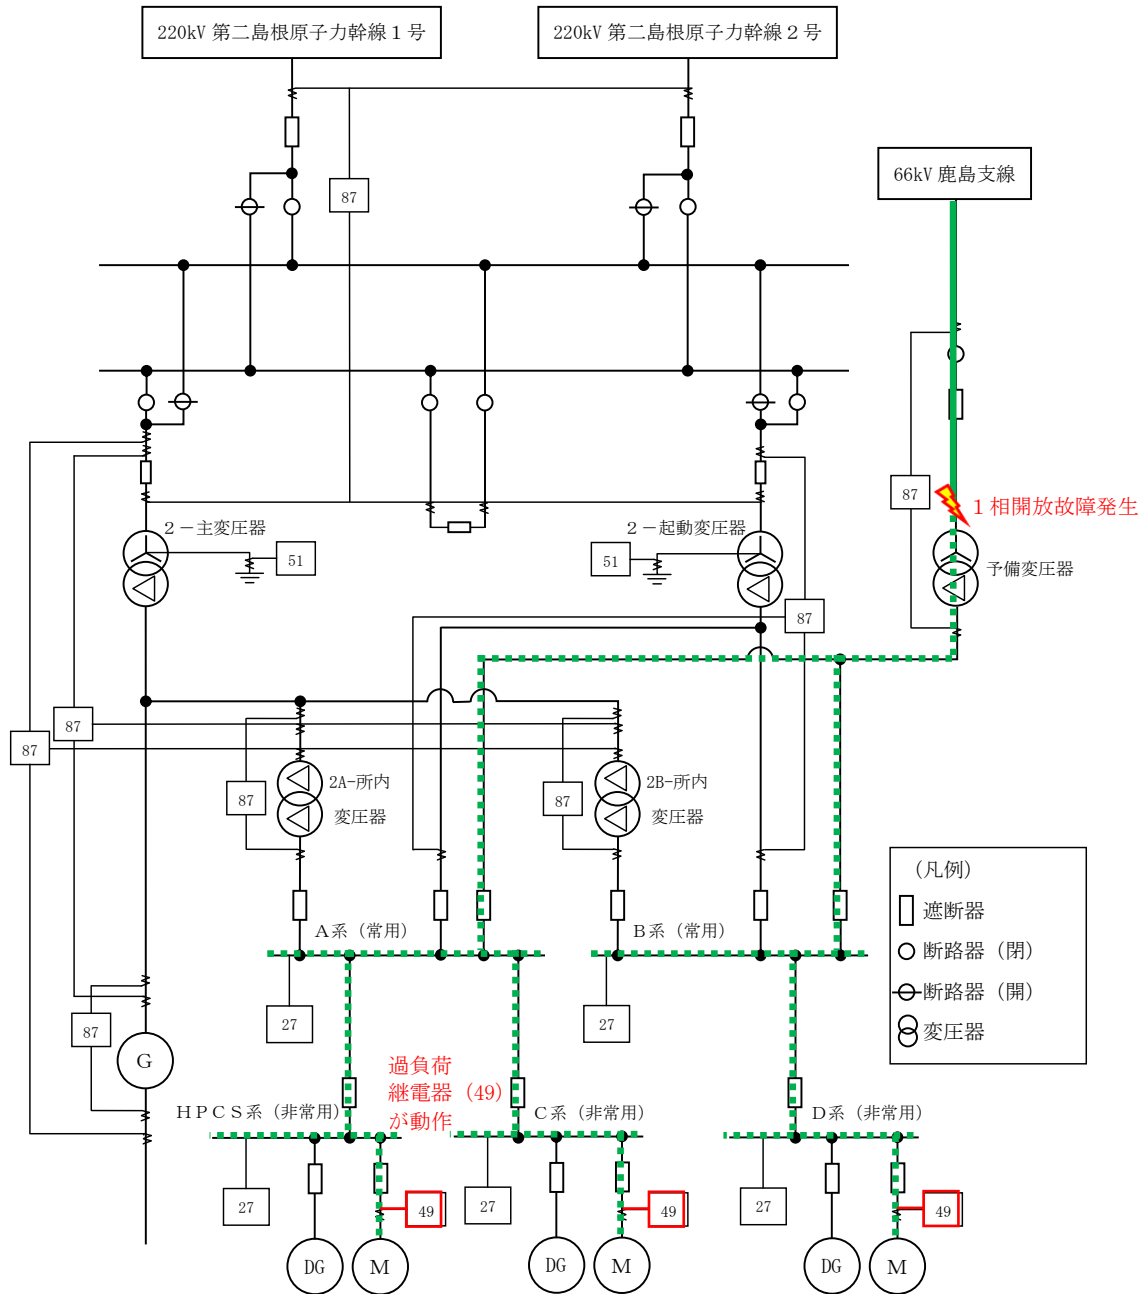 220kV 第二島根原子力幹線１号
220kV 第二島根原子力幹線２号
66kV 鹿島支線
87
87
１相開放故障発生
２－主変圧器
51
２－起動変圧器
51
予備変圧器
87
87
87
87
2A-所内
変圧器
87
2B-所内
変圧器
(凡例)
遮断器
断路器（閉）
断路器（開）
変圧器
A系（常用）
B系（常用）
27
27
87
G
過負荷
継電器（49）
が動作
ＨＰＣＳ系（非常用）
C系（非常用）
D系（非常用）
27
49
27
49
27
49
DG
M
DG
M
DG
M